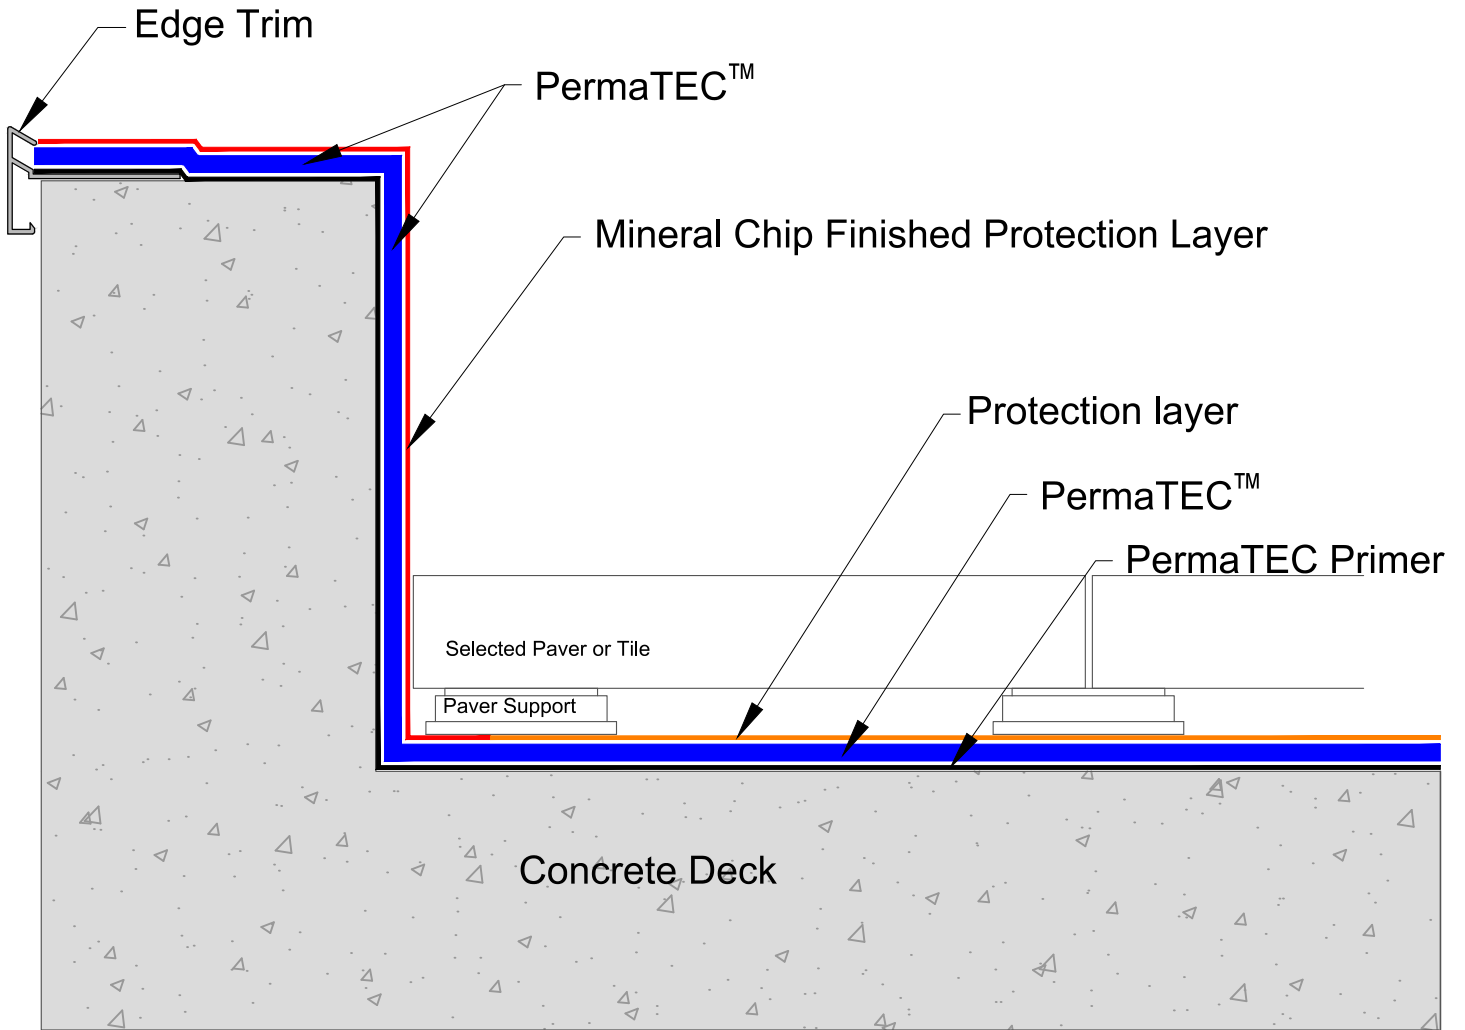 Edge Trim
PermaTEC™
Mineral Chip Finished Protection Layer
Protection layer
PermaTEC™
PermaTEC Primer
Selected Paver or Tile
Paver Support
Concrete Deck